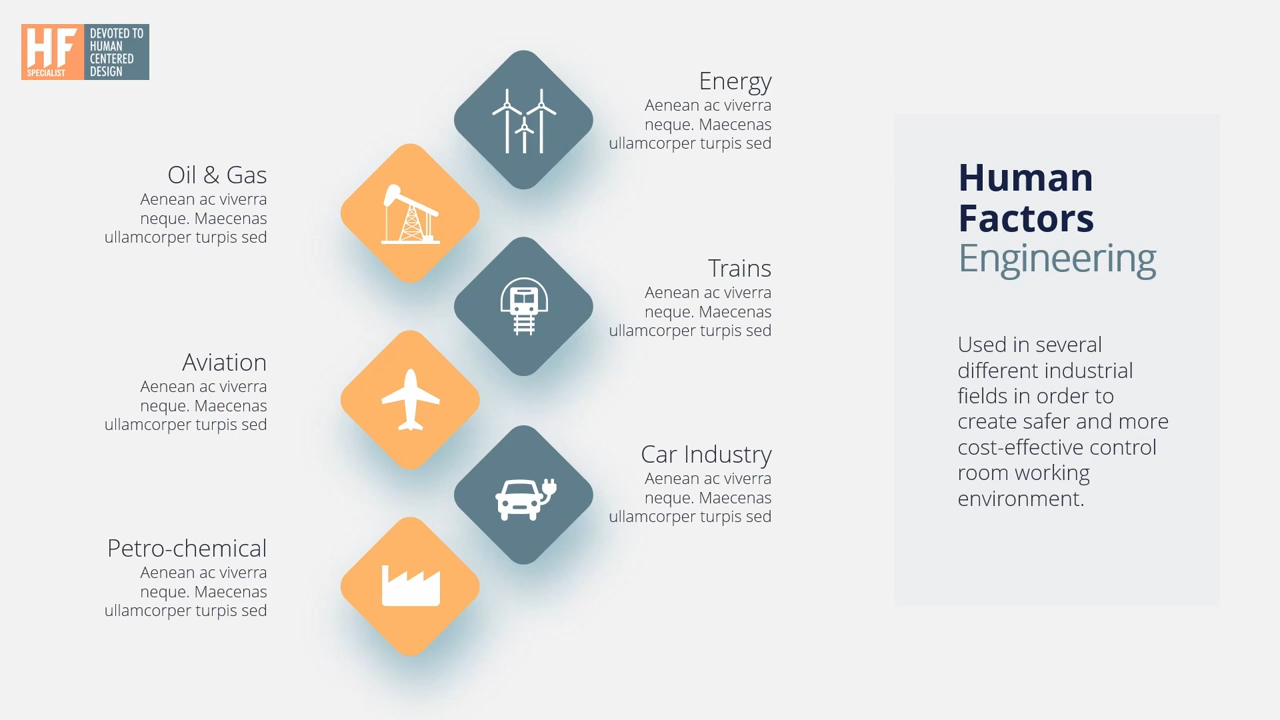 HF
SPECIALIST
DEVOTED TO
HUMAN
CENTERED
DESIGN
Energy
Aenean ac viverra
neque. Maecenas
ullamcorper turpis sed
Oil & Gas
Aenean ac viverra
neque. Maecenas
ullamcorper turpis sed
Trains
Aenean ac viverra
neque. Maecenas
ullamcorper turpis sed
Aviation
Aenean ac viverra
neque. Maecenas
ullamcorper turpis sed
Car Industry
Aenean ac viverra
neque. Maecenas
ullamcorper turpis sed
Petro-chemical
Aenean ac viverra
neque. Maecenas
ullamcorper turpis sed
Human
Factors
Engineering
Used in several
different industrial
fields in order to
create safer and more
cost-effective control
room working
environment.